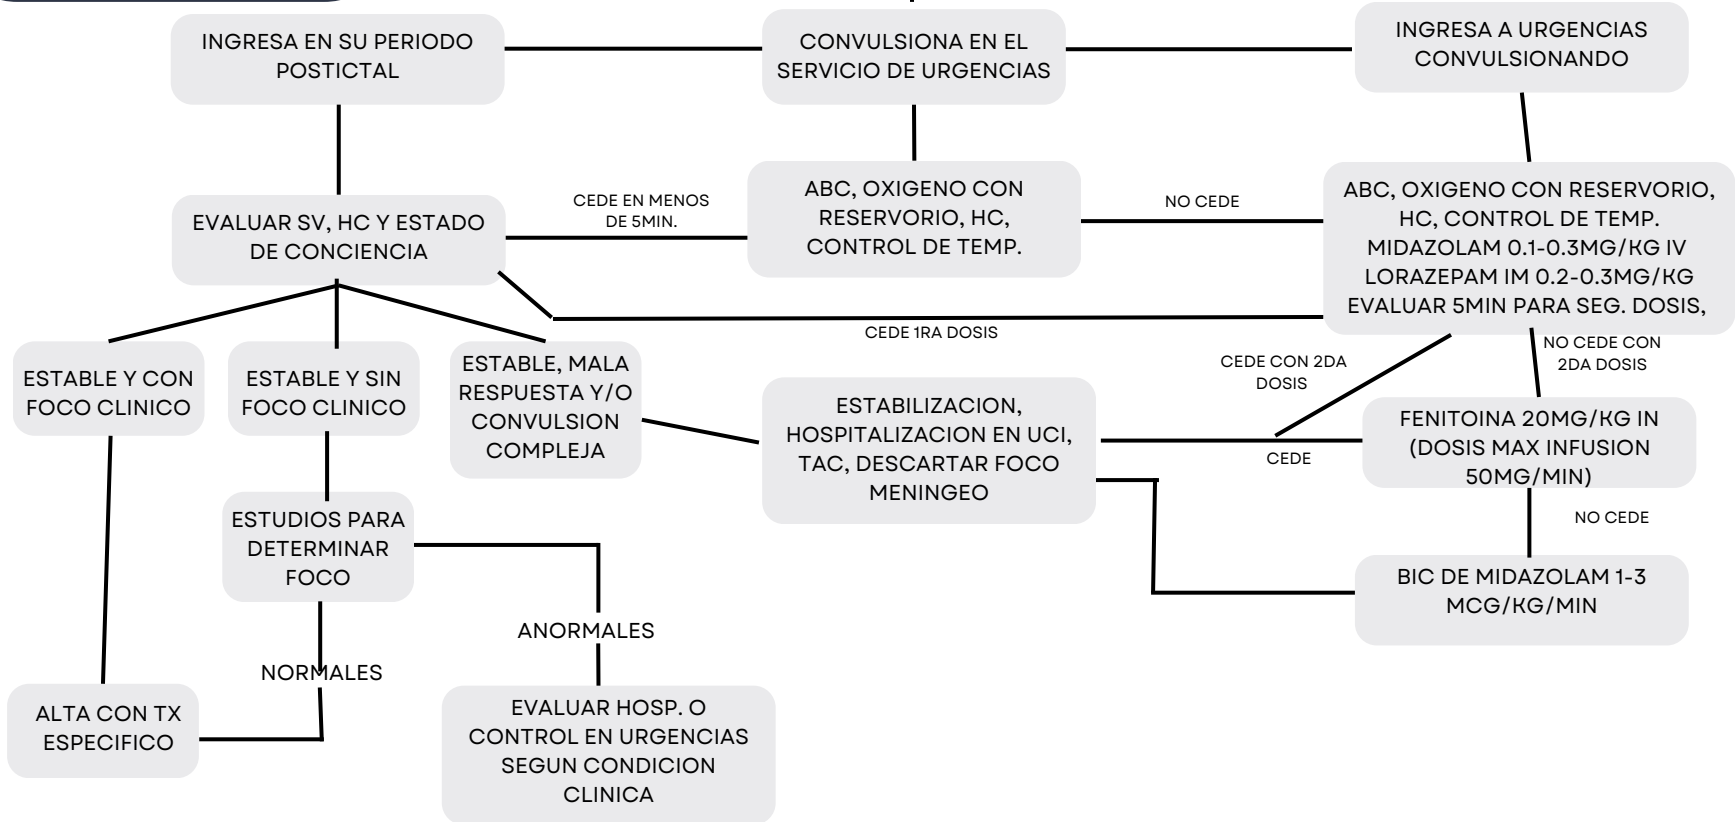 INGRESA EN SU PERIODO
POSTICTAL
CONVULSIONA EN EL
SERVICIO DE URGENCIAS
INGRESA A URGENCIAS
CONVULSIONANDO
EVALUAR SV, HC Y ESTADO
DE CONCIENCIA
CEDE EN MENOS
DE 5MIN.
ABC, OXIGENO CON
RESERVORIO, HC,
CONTROL DE TEMP.
NO CEDE
ABC, OXIGENO CON RESERVORIO,
HC, CONTROL DE TEMP.
MIDAZOLAM 0.1-0.3MG/KG IV
LORAZEPAM IM 0.2-0.3MG/KG
EVALUAR 5MIN PARA SEG. DOSIS,
CEDE 1RA DOSIS
ESTABLE Y CON
FOCO CLINICO
ESTABLE Y SIN
FOCO CLINICO
ESTABLE, MALA
RESPUESTA Y/O
CONVULSION
COMPLEJA
CEDE CON 2DA
DOSIS
NO CEDE CON
2DA DOSIS
ESTABILIZACION,
HOSPITALIZACION EN UCI,
TAC, DESCARTAR FOCO
MENINGEO
CEDE
FENITOINA 20MG/KG IN
(DOSIS MAX INFUSION
50MG/MIN)
NO CEDE
ESTUDIOS PARA
DETERMINAR
FOCO
BIC DE MIDAZOLAM 1-3
MCG/KG/MIN
ANORMALES
NORMALES
ALTA CON TX
ESPECIFICO
EVALUAR HOSP. O
CONTROL EN URGENCIAS
SEGUN CONDICION
CLINICA